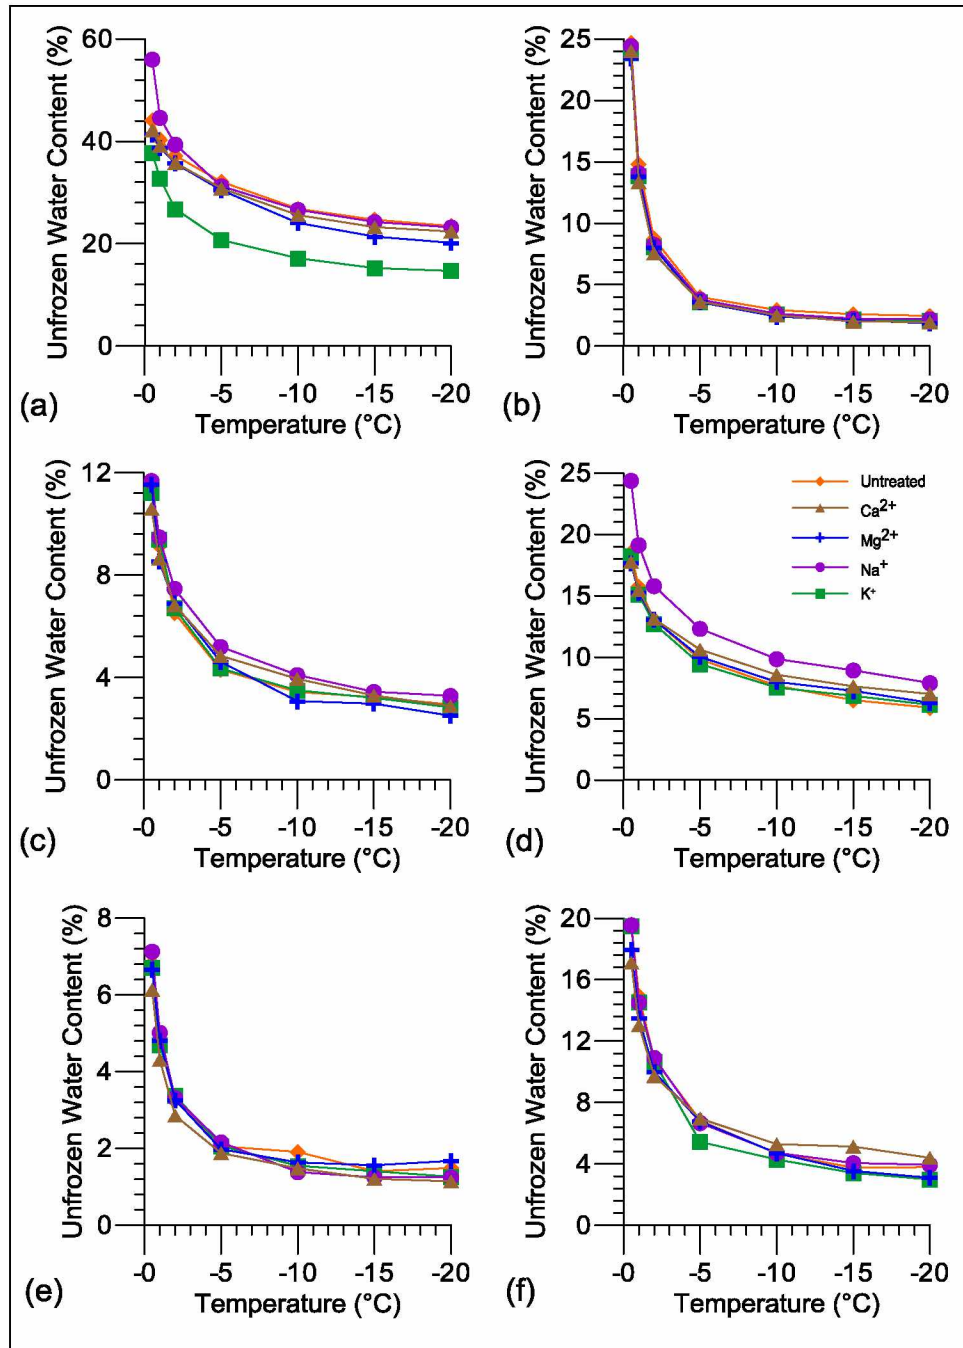 Unfrozen Water Content (%)
60
40
20
0
-0 -5 -10 -15 -20
Temperature (°C)
(a)
Unfrozen Water Content (%)
25
20
15
10
5
0
-0 -5 -10 -15 -20
Temperature (°C)
(b)
Unfrozen Water Content (%)
12
8
4
0
-0 -5 -10 -15 -20
Temperature (°C)
(c)
Unfrozen Water Content (%)
25
20
15
10
5
0
-0 -5 -10 -15 -20
Temperature (°C)
(d)
Untreated
Ca²⁺
Mg²⁺
Na⁺
K⁺
Unfrozen Water Content (%)
8
6
4
2
0
-0 -5 -10 -15 -20
Temperature (°C)
(e)
Unfrozen Water Content (%)
20
16
12
8
4
0
-0 -5 -10 -15 -20
Temperature (°C)
(f)